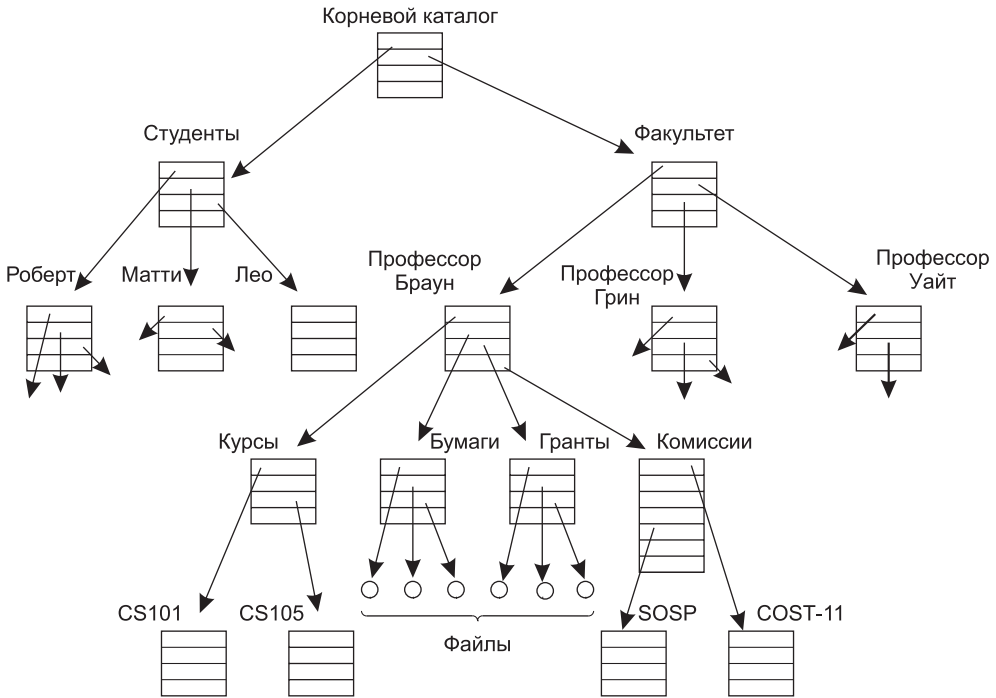 Корневой каталог
Студенты
Факультет
Роберт
Матти
Лео
Профессор
Браун
Профессор
Грин
Профессор
Уайт
Курсы
Бумаги
Гранты
Комиссии
CS101
CS105
Файлы
SOSP
COST-11